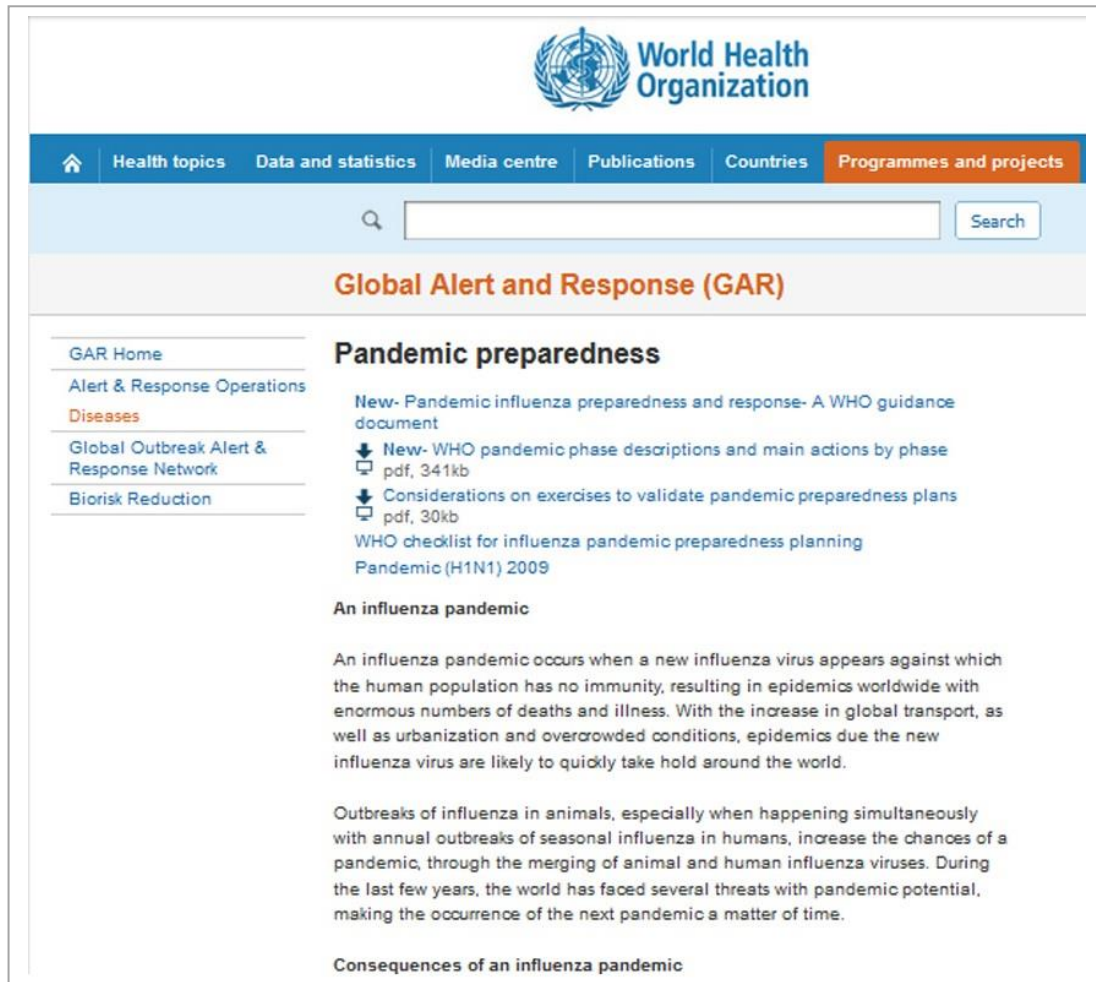 World Health
Organization
Health topics
Data and statistics
Media centre
Publications
Countries
Programmes and projects
Search
Global Alert and Response (GAR)
GAR Home
Alert & Response Operations
Diseases
Global Outbreak Alert &
Response Network
Biorisk Reduction
Pandemic preparedness
New- Pandemic influenza preparedness and response- A WHO guidance
document
New- WHO pandemic phase descriptions and main actions by phase
pdf, 341kb
Considerations on exercises to validate pandemic preparedness plans
pdf, 30kb
WHO checklist for influenza pandemic preparedness planning
Pandemic (H1N1) 2009
An influenza pandemic
An influenza pandemic occurs when a new influenza virus appears against which
the human population has no immunity, resulting in epidemics worldwide with
enormous numbers of deaths and illness. With the increase in global transport, as
well as urbanization and overcrowded conditions, epidemics due the new
influenza virus are likely to quickly take hold around the world.
Outbreaks of influenza in animals, especially when happening simultaneously
with annual outbreaks of seasonal influenza in humans, increase the chances of a
pandemic, through the merging of animal and human influenza viruses. During
the last few years, the world has faced several threats with pandemic potential,
making the occurrence of the next pandemic a matter of time.
Consequences of an influenza pandemic